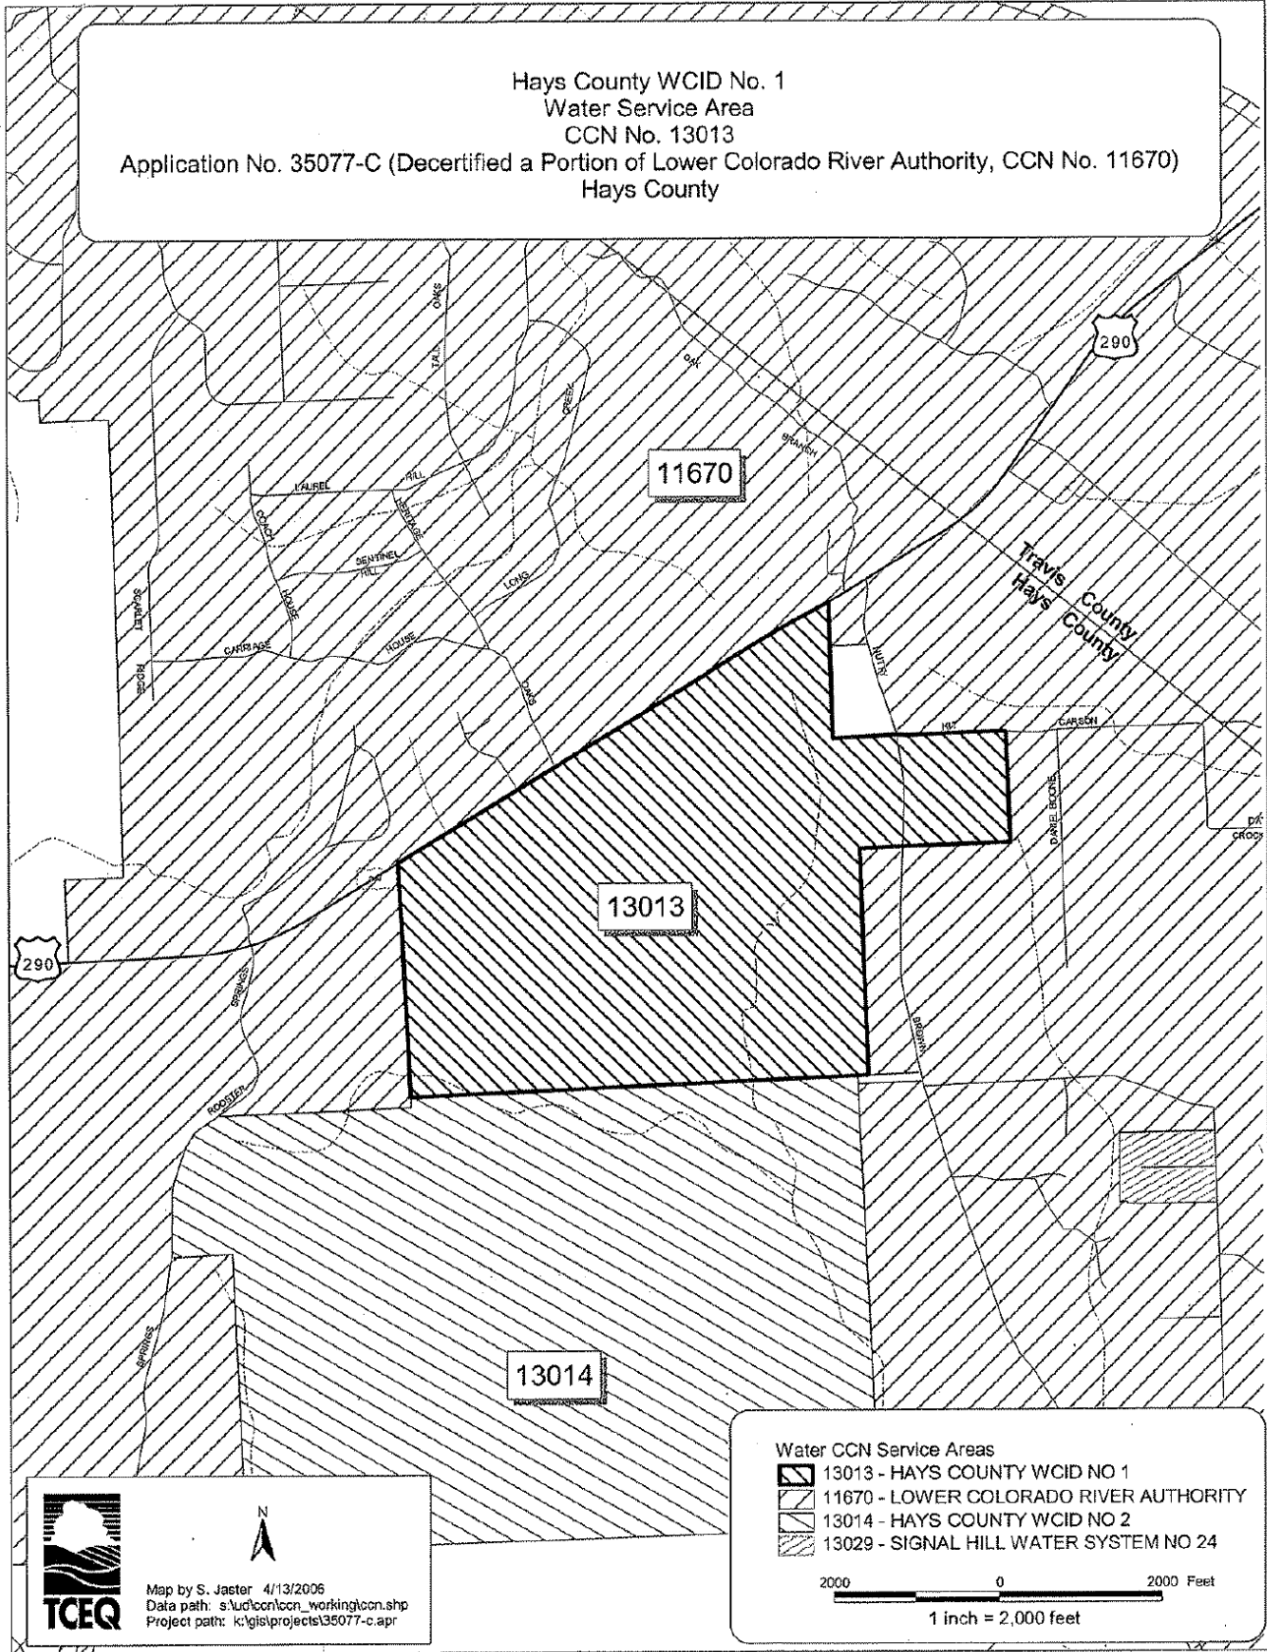 Hays County WCID No. 1
Water Service Area
CCN No. 13013
Application No. 35077-C (Decertified a Portion of Lower Colorado River Authority, CCN No. 11670)
Hays County
290
OAKS
OAK
CREEK
BRANCH
11670
LAUREL
HILL
COACH
HERITAGE
SENTINEL
HILL
LONG
HOUSE
SCARLETT
RIDGE
CARRIAGE
HOUSE
OAKS
Travis County
Hays County
NUTRY
CARSON
DANIEL BOONE
13013
290
SPRINGS
BROWN
ROOSTER
SPRINGS
13014
Water CCN Service Areas
13013 - HAYS COUNTY WCID NO 1
11670 - LOWER COLORADO RIVER AUTHORITY
13014 - HAYS COUNTY WCID NO 2
13029 - SIGNAL HILL WATER SYSTEM NO 24
2000 0 2000 Feet
1 inch = 2,000 feet
N
TCEQ
Map by S. Jaster 4/13/2006
Data path: s:\ud\ccn\ccn_working\ccn.shp
Project path: k:\gis\projects\35077-c.apr